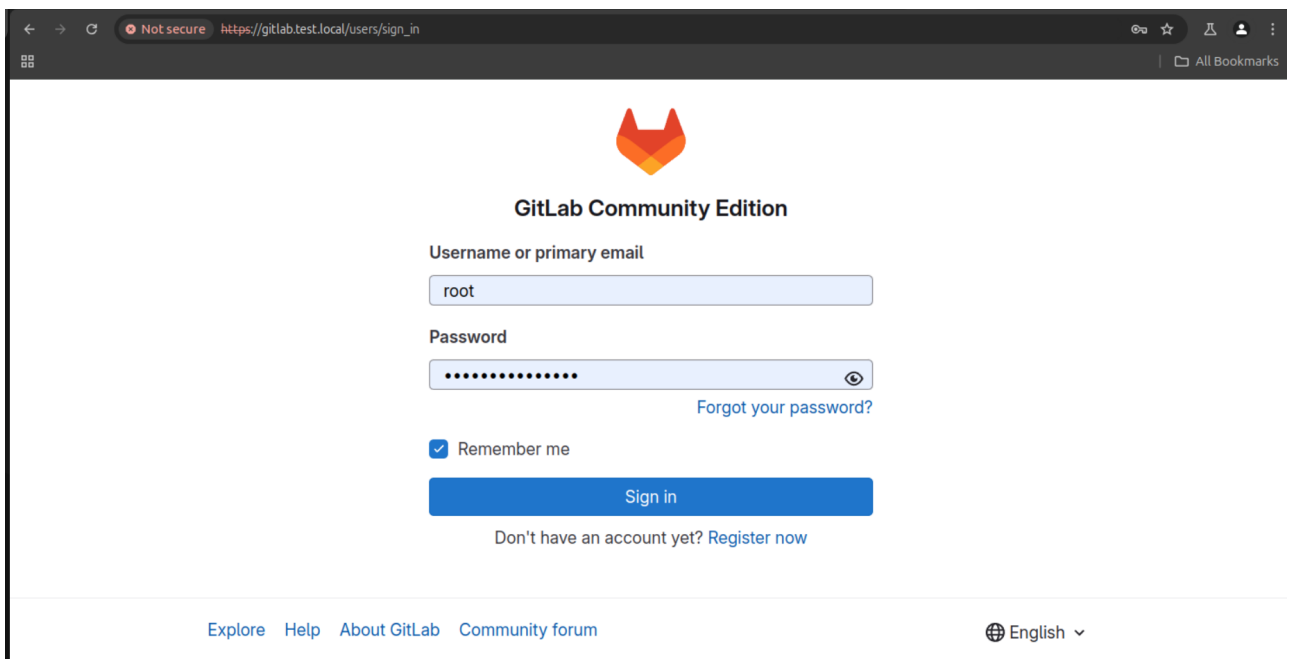 Not secure https://gitlab.test.local/users/sign_in
All Bookmarks
GitLab Community Edition
Username or primary email
root
Password
•••••••••••••••
Forgot your password?
Remember me
Sign in
Don't have an account yet? Register now
Explore Help About GitLab Community forum English